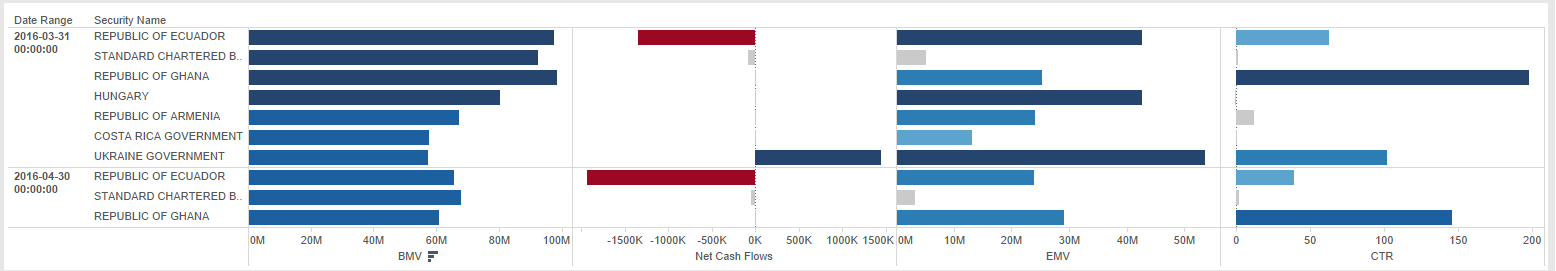 Date Range Security Name
2016-03-31 00:00:00 REPUBLIC OF ECUADOR
STANDARD CHARTERED B..
REPUBLIC OF GHANA
HUNGARY
REPUBLIC OF ARMENIA
COSTA RICA GOVERNMENT
UKRAINE GOVERNMENT
2016-04-30 00:00:00 REPUBLIC OF ECUADOR
STANDARD CHARTERED B..
REPUBLIC OF GHANA
0M 20M 40M 60M 80M 100M -1500K -1000K -500K 0K 500K 1000K 1500K 0M 10M 20M 30M 40M 50M 0 50 100 150 200
BMV Net Cash Flows EMV CTR